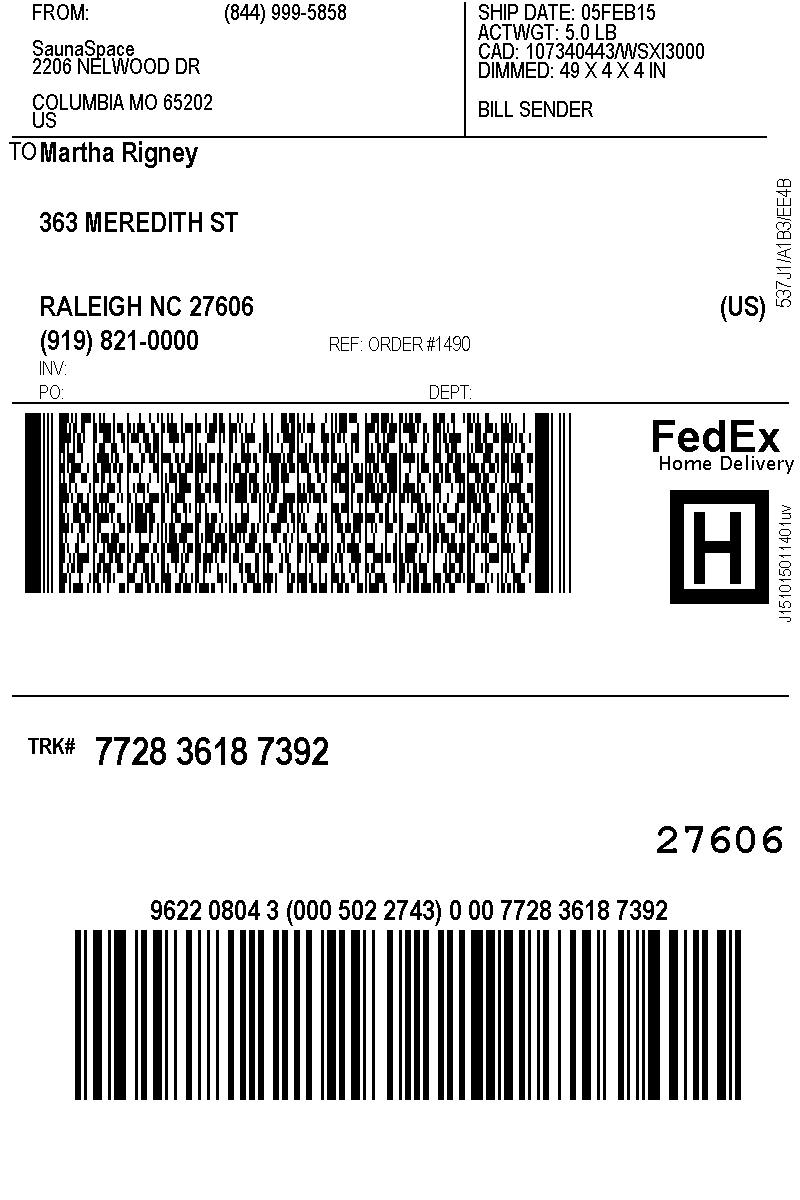 FROM: (844) 999-5858
SaunaSpace
2206 NELWOOD DR
COLUMBIA MO 65202
US
SHIP DATE: 05FEB15
ACTWGT: 5.0 LB
CAD: 107340443/WSXI3000
DIMMED: 49 X 4 X 4 IN
BILL SENDER
TO Martha Rigney
363 MEREDITH ST
RALEIGH NC 27606 (US)
(919) 821-0000 REF: ORDER #1490
INV:
PO: DEPT:
537J1/A1B3/EE4B
FedEx
Home Delivery
H
J151015011401uv
TRK# 7728 3618 7392
27606
9622 0804 3 (000 502 2743) 0 00 7728 3618 7392